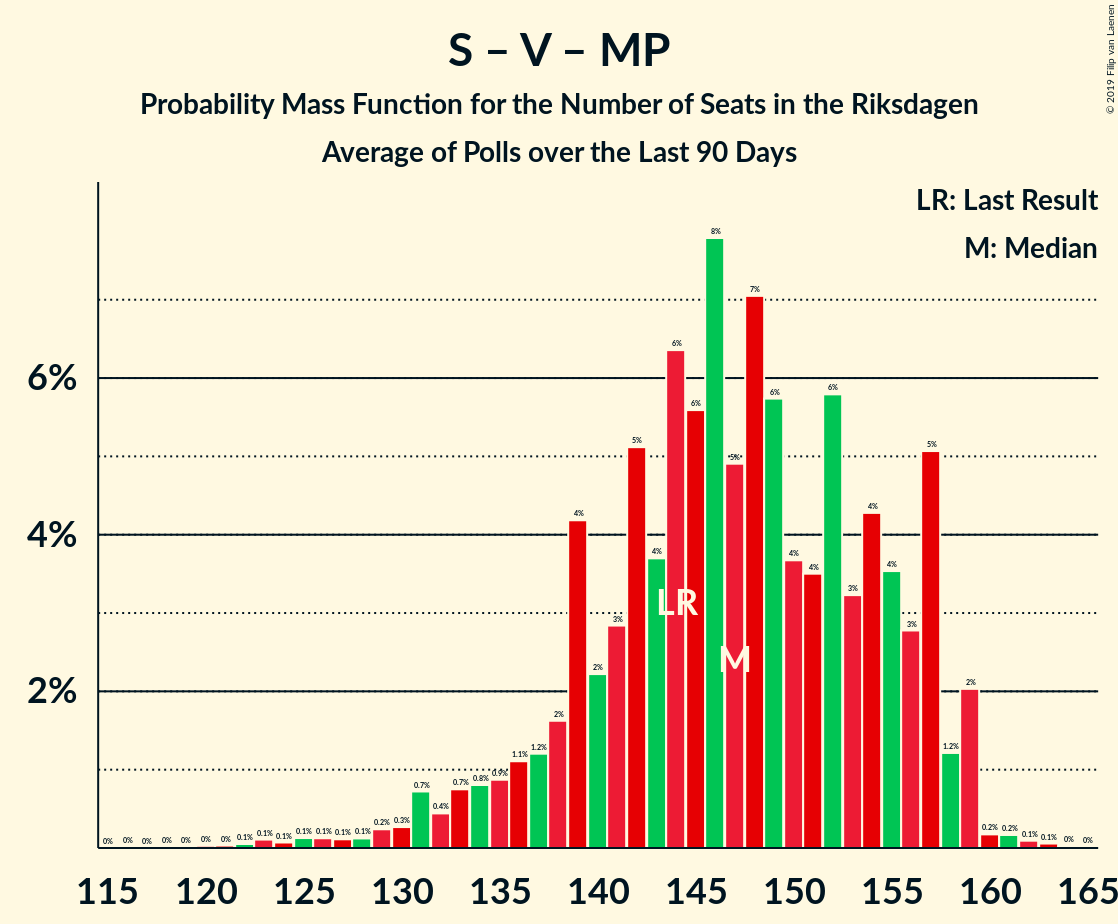 S – V – MP
Probability Mass Function for the Number of Seats in the Riksdagen
Average of Polls over the Last 90 Days
© 2019 Filip van Laenen
LR: Last Result
M: Median
6%
4%
2%
0% 0% 0% 0% 0% 0% 0% 0.1% 0.1% 0.1% 0.1% 0.1% 0.1% 0.1% 0.2% 0.3% 0.7% 0.4% 0.7% 0.8% 0.9% 1.1% 1.2% 2% 4% 2% 3% 5% 4% 6% 6% 8% 5% 7% 6% 4% 4% 6% 3% 4% 4% 3% 5% 1.2% 2% 0.2% 0.2% 0.1% 0.1% 0% 0%
LR
M
115 120 125 130 135 140 145 150 155 160 165